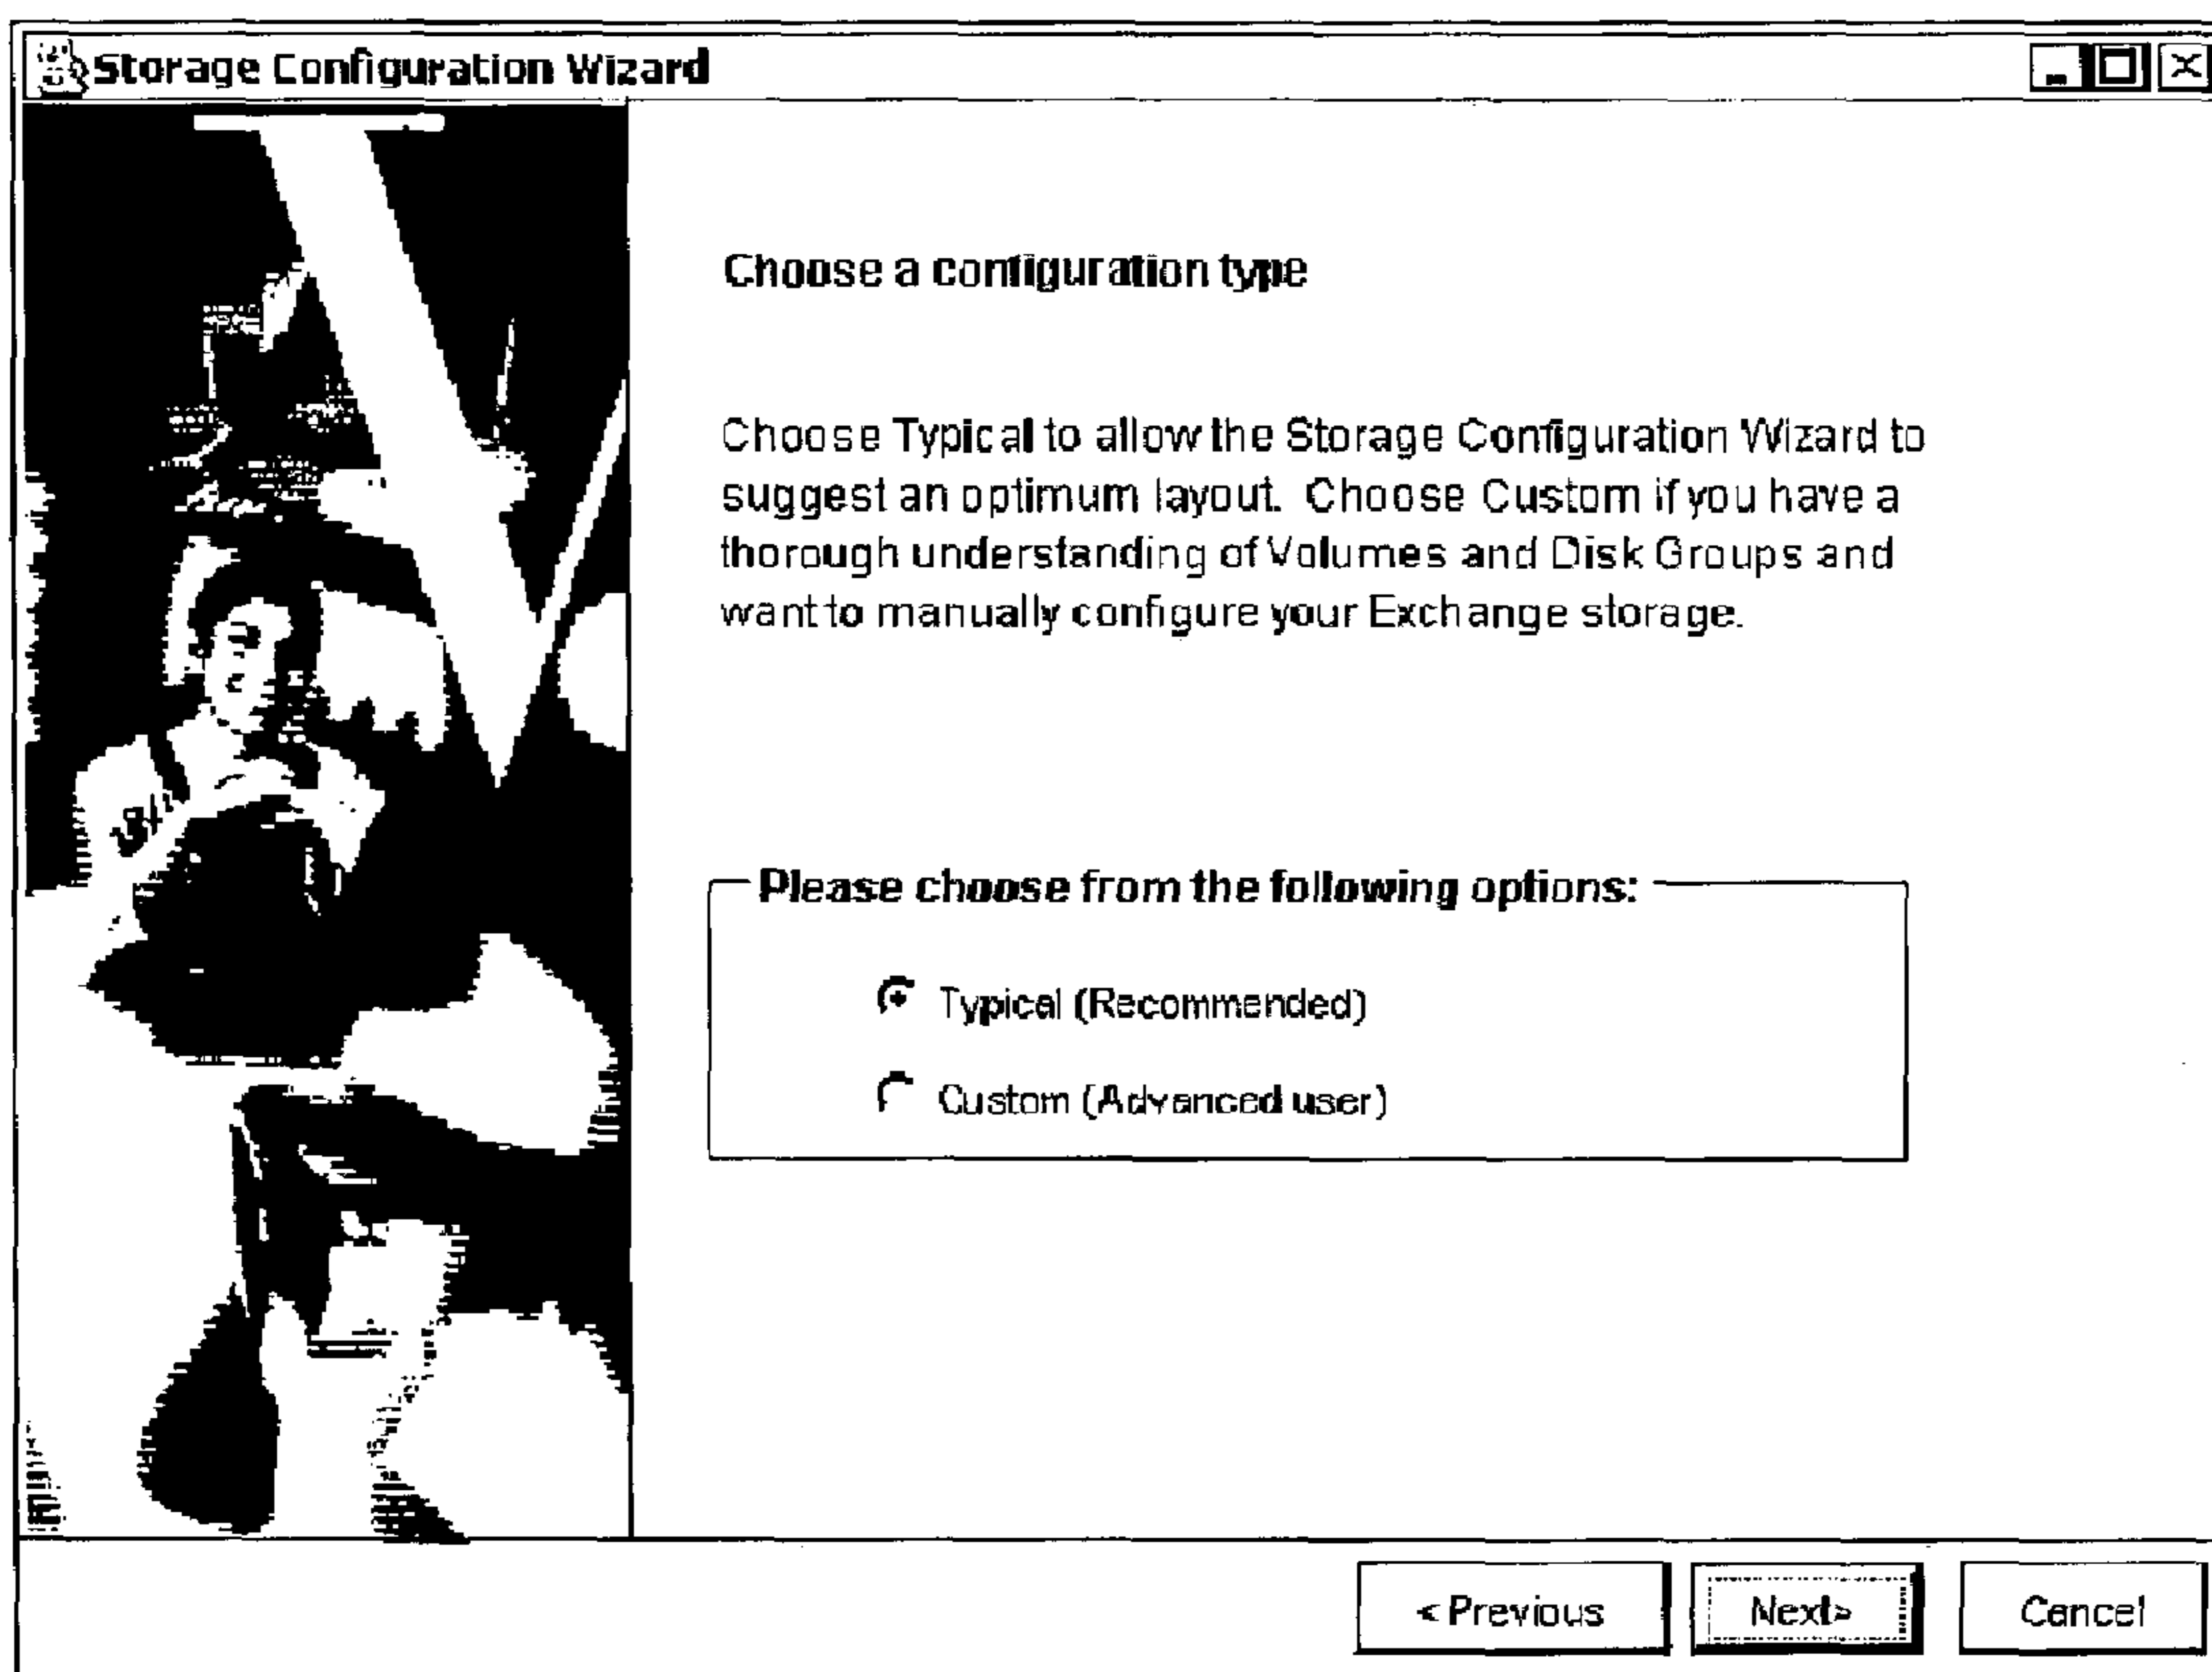 Storage Configuration Wizard
Choose a configuration type
Choose Typical to allow the Storage Configuration Wizard to
suggest an optimum layout. Choose Custom if you have a
thorough understanding of Volumes and Disk Groups and
want to manually configure your Exchange storage.
Please choose from the following options:
Typical (Recommended)
Custom (Advanced user)
< Previous
Next>
Cancel